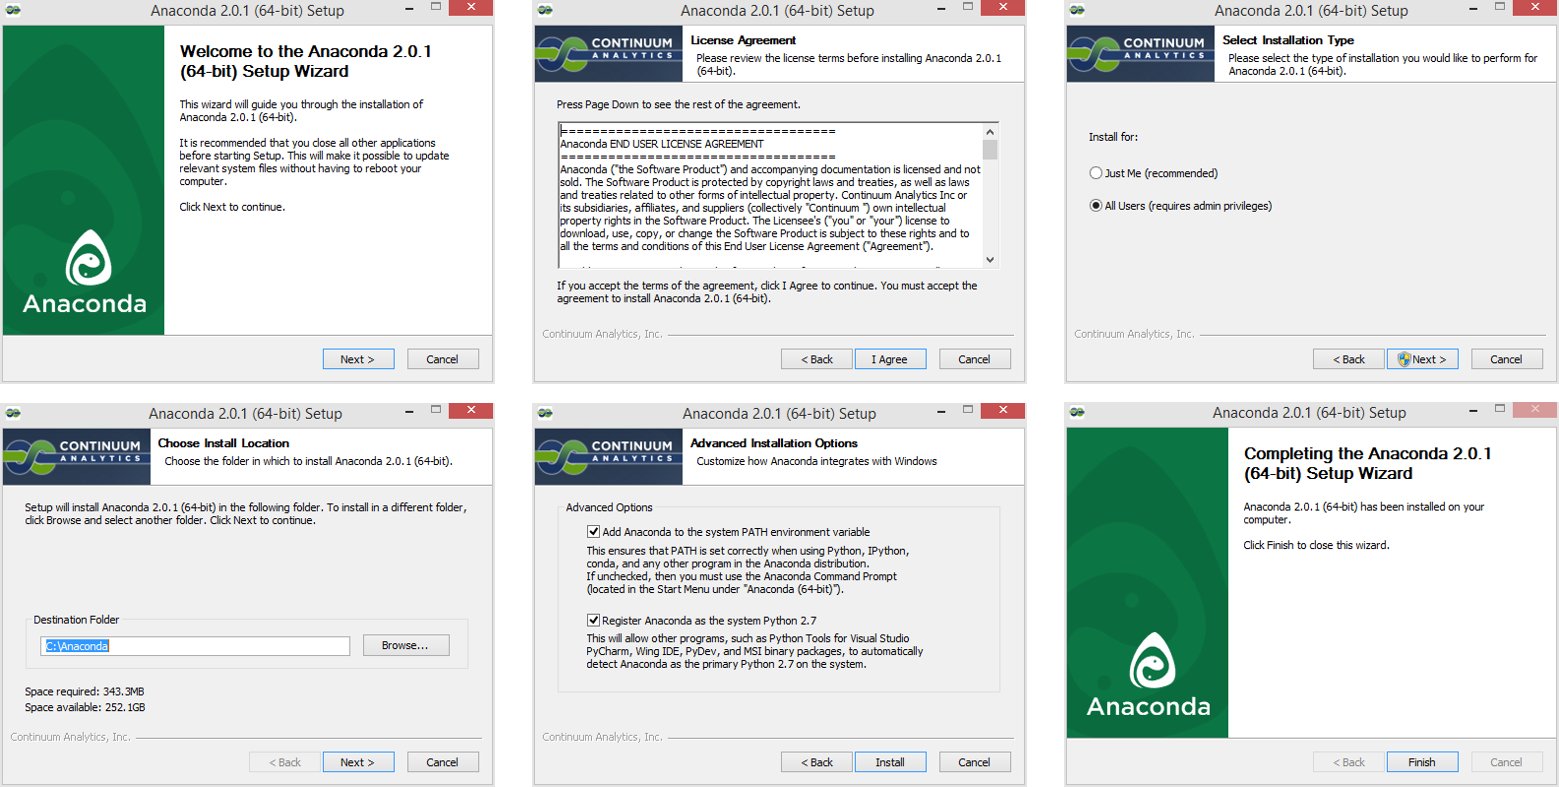 Anaconda 2.0.1 (64-bit) Setup
Welcome to the Anaconda 2.0.1
(64-bit) Setup Wizard
This wizard will guide you through the installation of
Anaconda 2.0.1 (64-bit).
It is recommended that you close all other applications
before starting Setup. This will make it possible to update
relevant system files without having to reboot your
computer.
Click Next to continue.
Anaconda
Next >
Cancel
Anaconda 2.0.1 (64-bit) Setup
CONTINUUM
ANALYTICS
License Agreement
Please review the license terms before installing Anaconda 2.0.1
(64-bit).
Press Page Down to see the rest of the agreement.
===================================
Anaconda END USER LICENSE AGREEMENT
===================================
Anaconda ("the Software Product") and accompanying documentation is licensed and not
sold. The Software Product is protected by copyright laws and treaties, as well as laws
and treaties related to other forms of intellectual property. Continuum Analytics Inc or
its subsidiaries, affiliates, and suppliers (collectively "Continuum ") own intellectual
property rights in the Software Product. The Licensee's ("you" or "your") license to
download, use, copy, or change the Software Product is subject to these rights and to
all the terms and conditions of this End User License Agreement ("Agreement").
If you accept the terms of the agreement, click I Agree to continue. You must accept the
agreement to install Anaconda 2.0.1 (64-bit).
Continuum Analytics, Inc.
< Back
I Agree
Cancel
Anaconda 2.0.1 (64-bit) Setup
CONTINUUM
ANALYTICS
Select Installation Type
Please select the type of installation you would like to perform for
Anaconda 2.0.1 (64-bit).
Install for:
Just Me (recommended)
All Users (requires admin privileges)
Continuum Analytics, Inc.
< Back
Next >
Cancel
Anaconda 2.0.1 (64-bit) Setup
CONTINUUM
ANALYTICS
Choose Install Location
Choose the folder in which to install Anaconda 2.0.1 (64-bit).
Setup will install Anaconda 2.0.1 (64-bit) in the following folder. To install in a different folder,
click Browse and select another folder. Click Next to continue.
Destination Folder
C:\Anaconda
Browse...
Space required: 343.3MB
Space available: 252.1GB
Continuum Analytics, Inc.
< Back
Next >
Cancel
Anaconda 2.0.1 (64-bit) Setup
CONTINUUM
ANALYTICS
Advanced Installation Options
Customize how Anaconda integrates with Windows
Advanced Options
Add Anaconda to the system PATH environment variable
This ensures that PATH is set correctly when using Python, IPython,
conda, and any other program in the Anaconda distribution.
If unchecked, then you must use the Anaconda Command Prompt
(located in the Start Menu under "Anaconda (64-bit)").
Register Anaconda as the system Python 2.7
This will allow other programs, such as Python Tools for Visual Studio
PyCharm, Wing IDE, PyDev, and MSI binary packages, to automatically
detect Anaconda as the primary Python 2.7 on the system.
Continuum Analytics, Inc.
< Back
Install
Cancel
Anaconda 2.0.1 (64-bit) Setup
Completing the Anaconda 2.0.1
(64-bit) Setup Wizard
Anaconda 2.0.1 (64-bit) has been installed on your
computer.
Click Finish to close this wizard.
Anaconda
< Back
Finish
Cancel